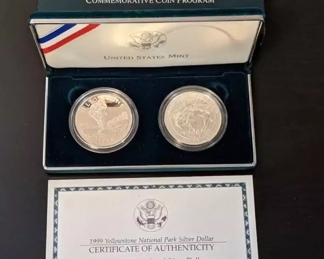 COMMEMORATIVE COIN PROGRAM
UNITED STATES MINT
1999 Yellowstone National Park Silver Dollar
CERTIFICATE OF AUTHENTICITY